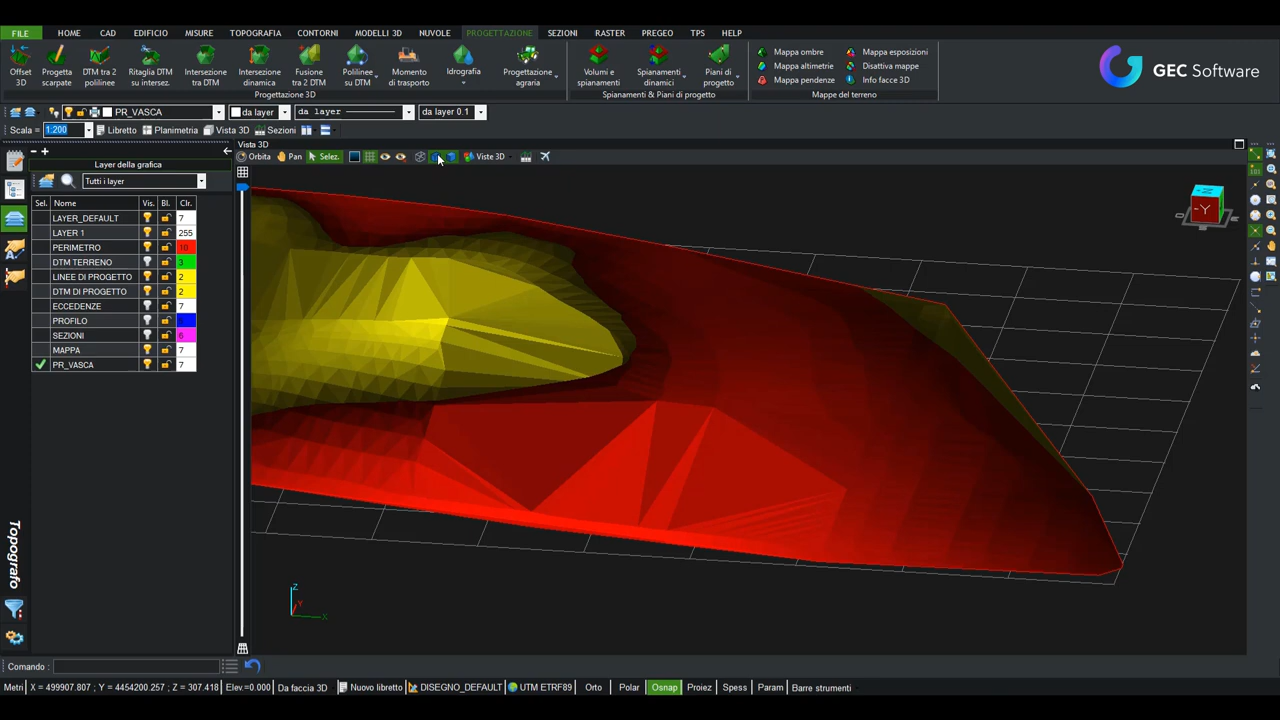 FILE HOME CAD EDIFICIO MISURE TOPOGRAFIA CONTORNI MODELLI 3D NUVOLE PROGETTAZIONE SEZIONI RASTER PREGEO TPS HELP
Offset 3D
Progetta scarpate
DTM tra 2 polilinee
Ritaglia DTM su intersez.
Intersezione DTM
Intersezione dinamica
Fusione tra 2 DTM
Polilinee su DTM
Momento di trasporto
Idrografia
Progettazione agraria
Volumi e spianamenti
Spianamenti dinamici
Piani di progetto
Mappa ombre
Mappa altimetrie
Mappa pendenze
Mappa esposizioni
Disattiva mappe
Info facce 3D
GEC Software
Progettazione 3D
Spianamenti & Piani di progetto
Mappe del terreno
PR_VASCA da layer da layer da layer 0.1
Scala = 1:200 Libretto Planimetria Vista 3D Sezioni
Vista 3D
Orbita Pan Selez. Viste 3D
Layer della grafica
Tutti i layer
Sel. Nome Vis. Bl. Clr.
LAYER_DEFAULT 7
LAYER 1 255
PERIMETRO 10
DTM TERRENO 3
LINEE DI PROGETTO 2
DTM DI PROGETTO 2
ECCEDENZE 7
PROFILO
SEZIONI 6
MAPPA 7
PR_VASCA 7
-Z
-Y
Topografo
Z
Y
X
Comando :
Metri X = 499907.807 ; Y = 4454200.257 ; Z = 307.418 Elev.=0.000 Da faccia 3D Nuovo libretto DISEGNO_DEFAULT UTM ETRF89 Orto Polar Osnap Proiez Spess Param Barre strumenti